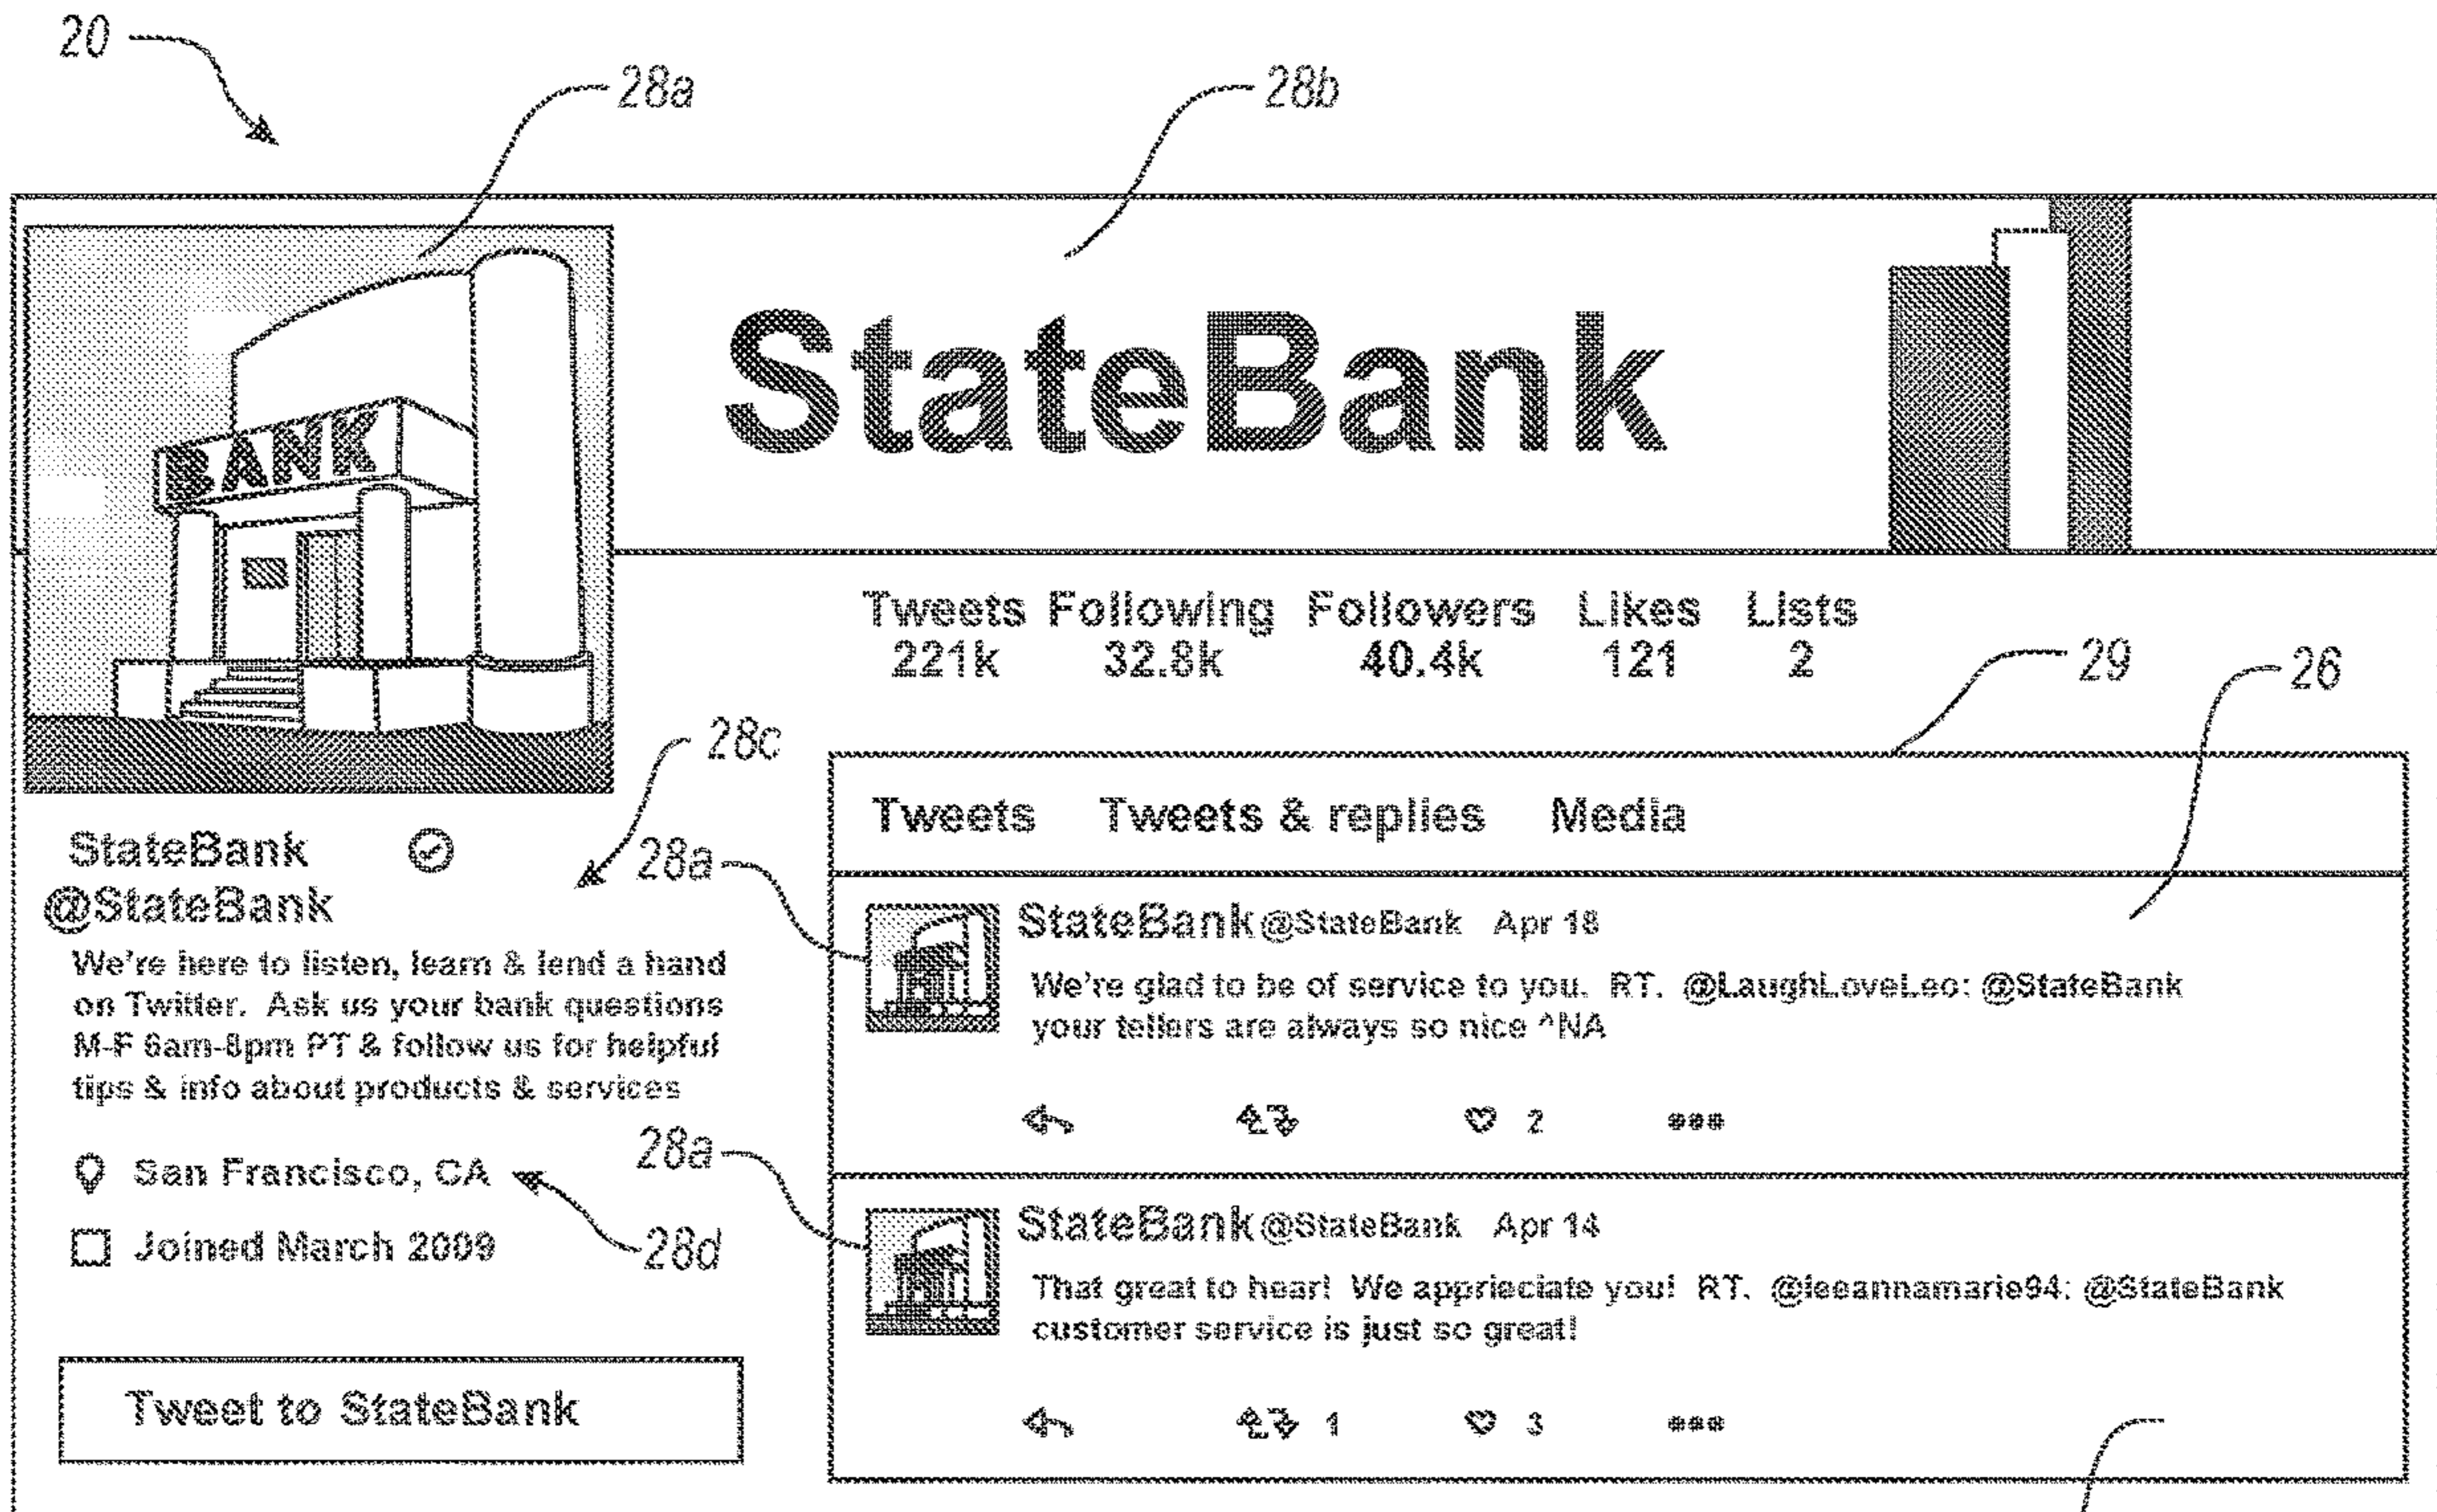 20
28a
28b
BANK
StateBank
Tweets Following Followers Likes Lists
221k 32.8k 40.4k 121 2
29
26
28c
StateBank
@StateBank
We're here to listen, learn & lend a hand
on Twitter. Ask us your bank questions
M-F 6am-8pm PT & follow us for helpful
tips & info about products & services
San Francisco, CA
28d
Joined March 2009
Tweet to StateBank
Tweets Tweets & replies Media
28a
StateBank @StateBank Apr 18
We're glad to be of service to you. RT. @LaughLoveLeo: @StateBank
your tellers are always so nice ^NA
2
28a
StateBank @StateBank Apr 14
That great to hear! We apprieciate you! RT. @leeannamarie94: @StateBank
customer service is just so great!
1 3